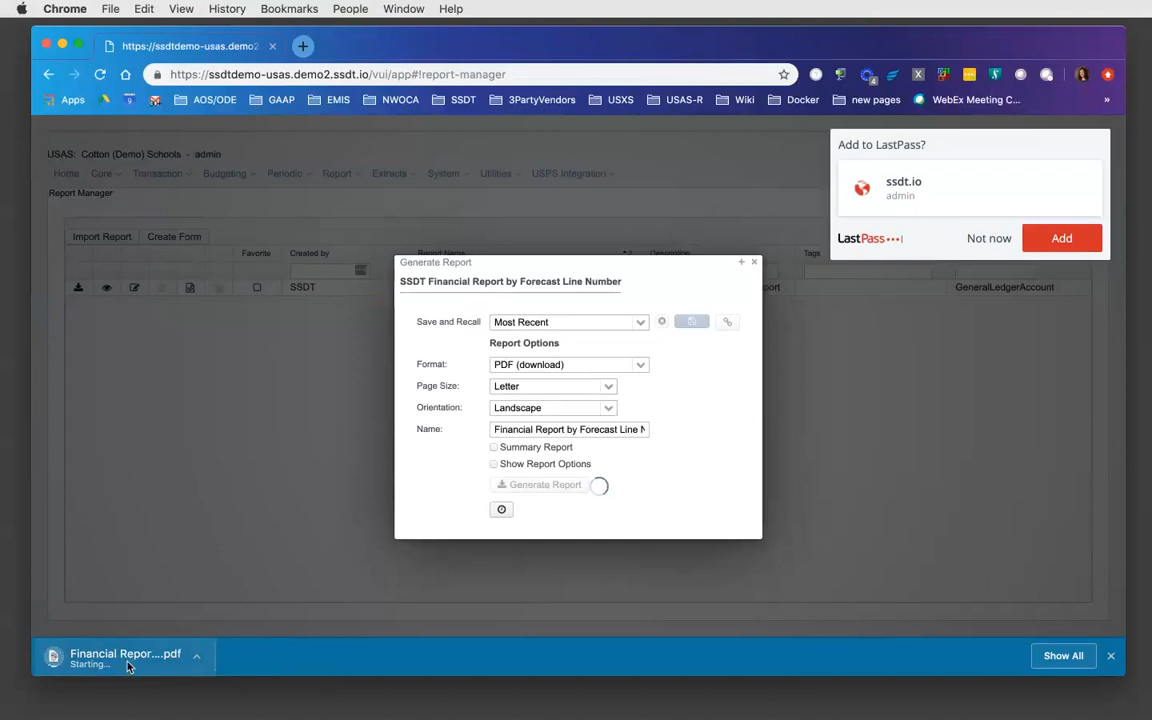 Chrome File Edit View History Bookmarks People Window Help
https://ssdtdemo-usas.demo2
https://ssdtdemo-usas.demo2.ssdt.io/vui/app#!report-manager
Apps AOS/ODE GAAP EMIS NWOCA SSDT 3PartyVendors USXS USAS-R Wiki Docker new pages WebEx Meeting C... »
Add to LastPass?
ssdt.io
admin
LastPass Not now Add
USAS: Cotton (Demo) Schools - admin
Home Core Transaction Budgeting Periodic Report Extracts System Utilities USPS Integration
Report Manager
Import Report Create Form
Favorite Created by Report Name Description Tags
SSDT port GeneralLedgerAccount
Generate Report
SSDT Financial Report by Forecast Line Number
Save and Recall Most Recent
Report Options
Format: PDF (download)
Page Size: Letter
Orientation: Landscape
Name: Financial Report by Forecast Line N
Summary Report
Show Report Options
Generate Report
Financial Repor....pdf
Starting...
Show All